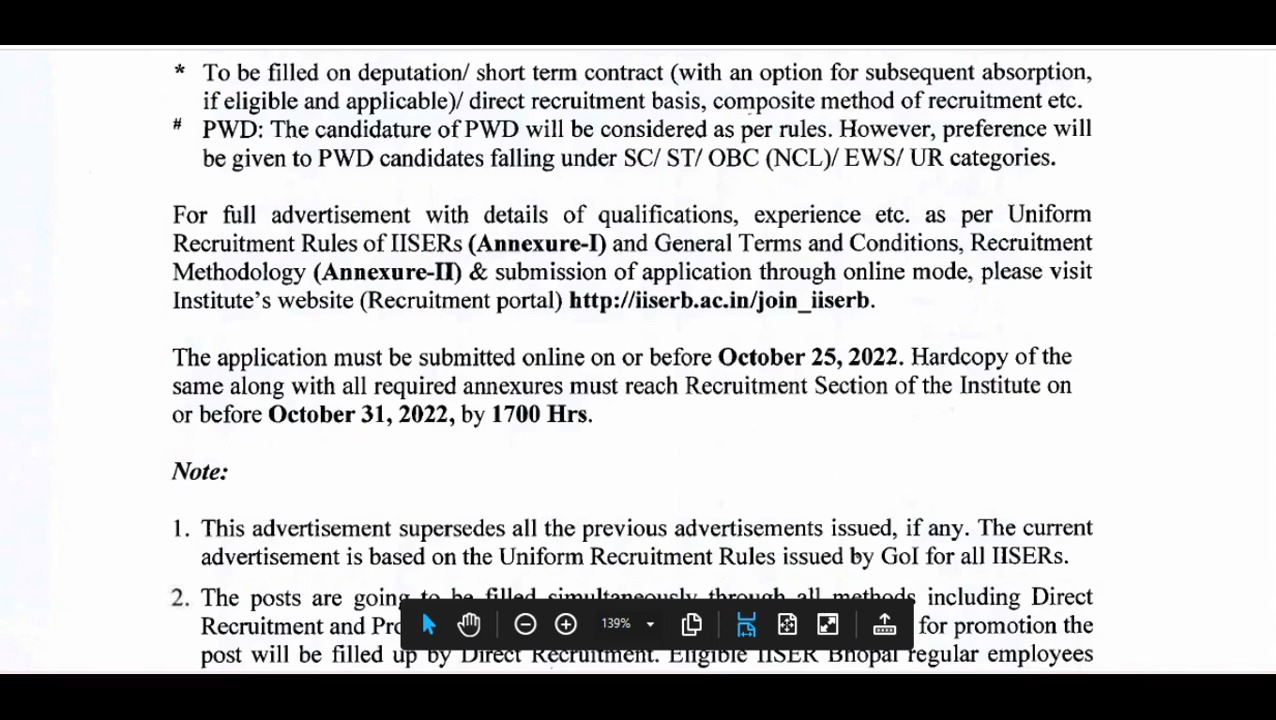 * To be filled on deputation/ short term contract (with an option for subsequent absorption,
if eligible and applicable)/ direct recruitment basis, composite method of recruitment etc.
# PWD: The candidature of PWD will be considered as per rules. However, preference will
be given to PWD candidates falling under SC/ ST/ OBC (NCL)/ EWS/ UR categories.
For full advertisement with details of qualifications, experience etc. as per Uniform
Recruitment Rules of IISERs (Annexure-I) and General Terms and Conditions, Recruitment
Methodology (Annexure-II) & submission of application through online mode, please visit
Institute's website (Recruitment portal) http://iiserb.ac.in/join_iiserb.
The application must be submitted online on or before October 25, 2022. Hardcopy of the
same along with all required annexures must reach Recruitment Section of the Institute on
or before October 31, 2022, by 1700 Hrs.
Note:
1. This advertisement supersedes all the previous advertisements issued, if any. The current
advertisement is based on the Uniform Recruitment Rules issued by GoI for all IISERs.
2. The posts are going to be filled simultaneously through all methods including Direct
Recruitment and for promotion the
139%
post will be filled up by Direct Recruitment. Eligible IISER Bhopal regular employees